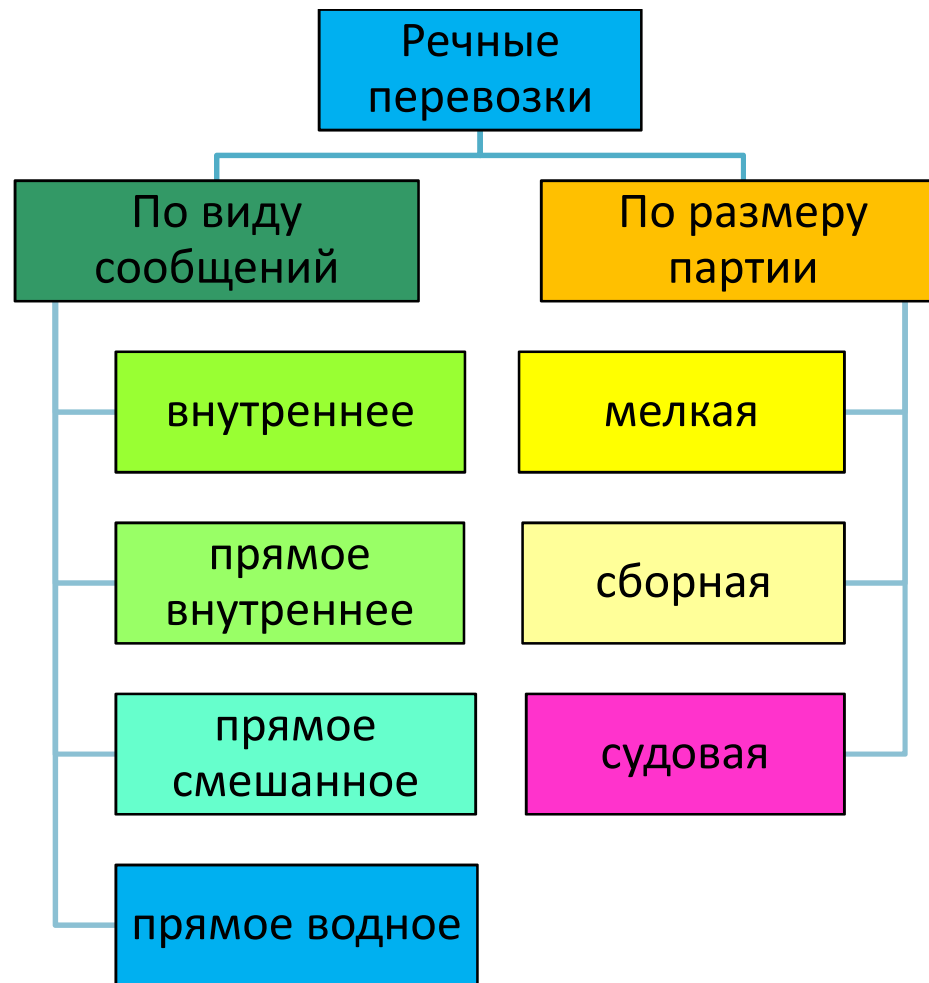 Речные
перевозки
По виду
сообщений
По размеру
партии
внутреннее
мелкая
прямое
внутреннее
сборная
прямое
смешанное
судовая
прямое водное